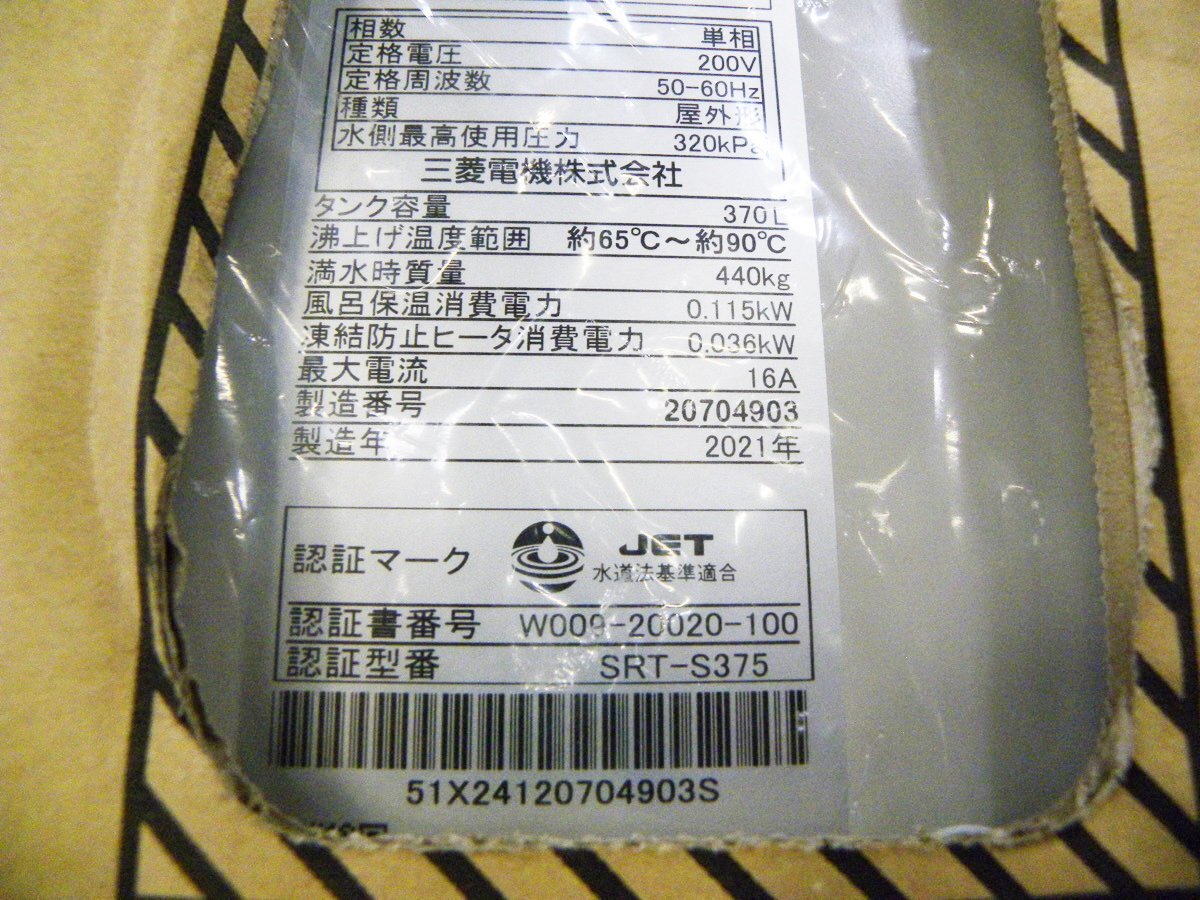 相数 単相
定格電圧 200V
定格周波数 50-60Hz
種類 屋外形
水側最高使用圧力 320kPa
三菱電機株式会社
タンク容量 370L
沸上げ温度範囲 約65℃～約90℃
満水時質量 440kg
風呂保温消費電力 0.115kW
凍結防止ヒータ消費電力 0.036kW
最大電流 16A
製造番号 20704903
製造年 2021年
認証マーク JET
水道法基準適合
認証書番号 W009-20020-100
認証型番 SRT-S375
51X24120704903S